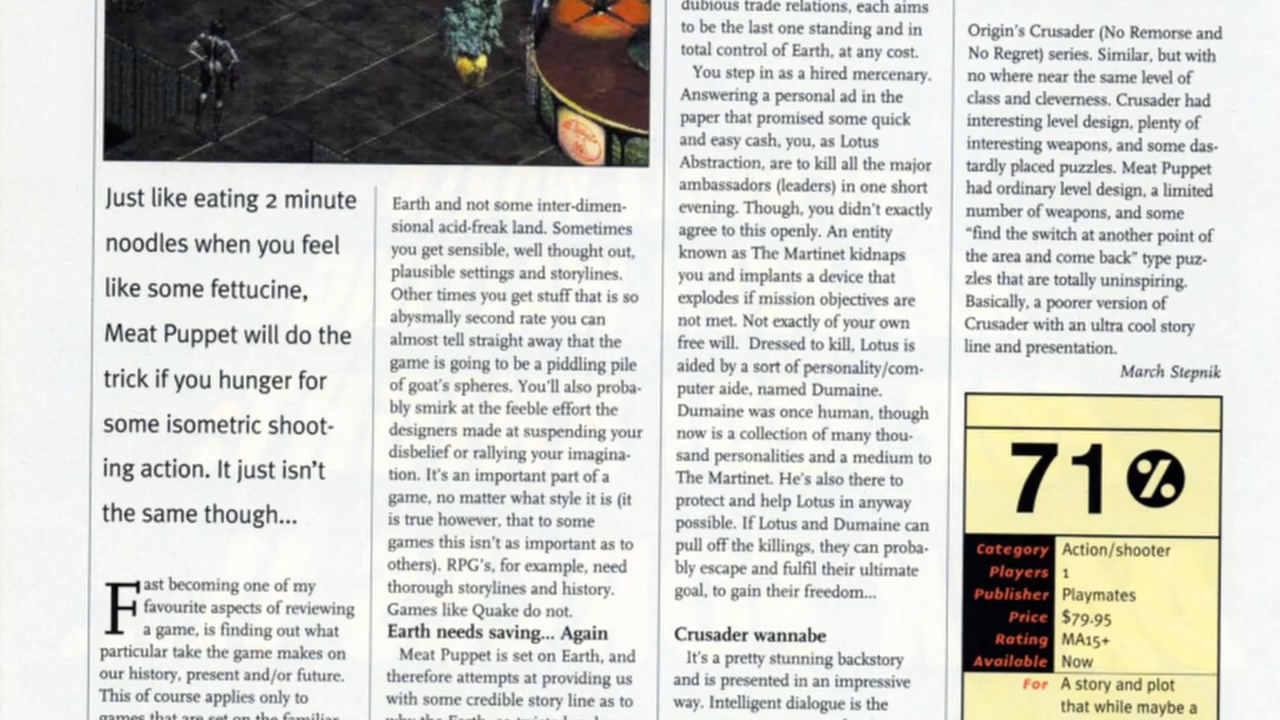 Just like eating 2 minute
noodles when you feel
like some fettucine,
Meat Puppet will do the
trick if you hunger for
some isometric shoot-
ing action. It just isn't
the same though...
Fast becoming one of my
favourite aspects of reviewing
a game, is finding out what
particular take the game makes on
our history, present and/or future.
This of course applies only to
games that are set on the familiar
Earth and not some inter-dimen-
sional acid-freak land. Sometimes
you get sensible, well thought out,
plausible settings and storylines.
Other times you get stuff that is so
abysmally second rate you can
almost tell straight away that the
game is going to be a piddling pile
of goat's spheres. You'll also proba-
bly smirk at the feeble effort the
designers made at suspending your
disbelief or rallying your imagina-
tion. It's an important part of a
game, no matter what style it is (it
is true however, that to some
games this isn't as important as to
others). RPG's, for example, need
thorough storylines and history.
Games like Quake do not.
Earth needs saving... Again
Meat Puppet is set on Earth, and
therefore attempts at providing us
with some credible story line as to
why the Earth, as twisted and
dubious trade relations, each aims
to be the last one standing and in
total control of Earth, at any cost.
You step in as a hired mercenary.
Answering a personal ad in the
paper that promised some quick
and easy cash, you, as Lotus
Abstraction, are to kill all the major
ambassadors (leaders) in one short
evening. Though, you didn't exactly
agree to this openly. An entity
known as The Martinet kidnaps
you and implants a device that
explodes if mission objectives are
not met. Not exactly of your own
free will. Dressed to kill, Lotus is
aided by a sort of personality/com-
puter aide, named Dumaine.
Dumaine was once human, though
now is a collection of many thou-
sand personalities and a medium to
The Martinet. He's also there to
protect and help Lotus in anyway
possible. If Lotus and Dumaine can
pull off the killings, they can proba-
bly escape and fulfil their ultimate
goal, to gain their freedom...
Crusader wannabe
It's a pretty stunning backstory
and is presented in an impressive
way. Intelligent dialogue is the
Origin's Crusader (No Remorse and
No Regret) series. Similar, but with
no where near the same level of
class and cleverness. Crusader had
interesting level design, plenty of
interesting weapons, and some das-
tardly placed puzzles. Meat Puppet
had ordinary level design, a limited
number of weapons, and some
"find the switch at another point of
the area and come back" type puz-
zles that are totally uninspiring.
Basically, a poorer version of
Crusader with an ultra cool story
line and presentation.
March Stepnik
71%
Category Action/shooter
Players 1
Publisher Playmates
Price $79.95
Rating MA15+
Available Now
For A story and plot
that while maybe a